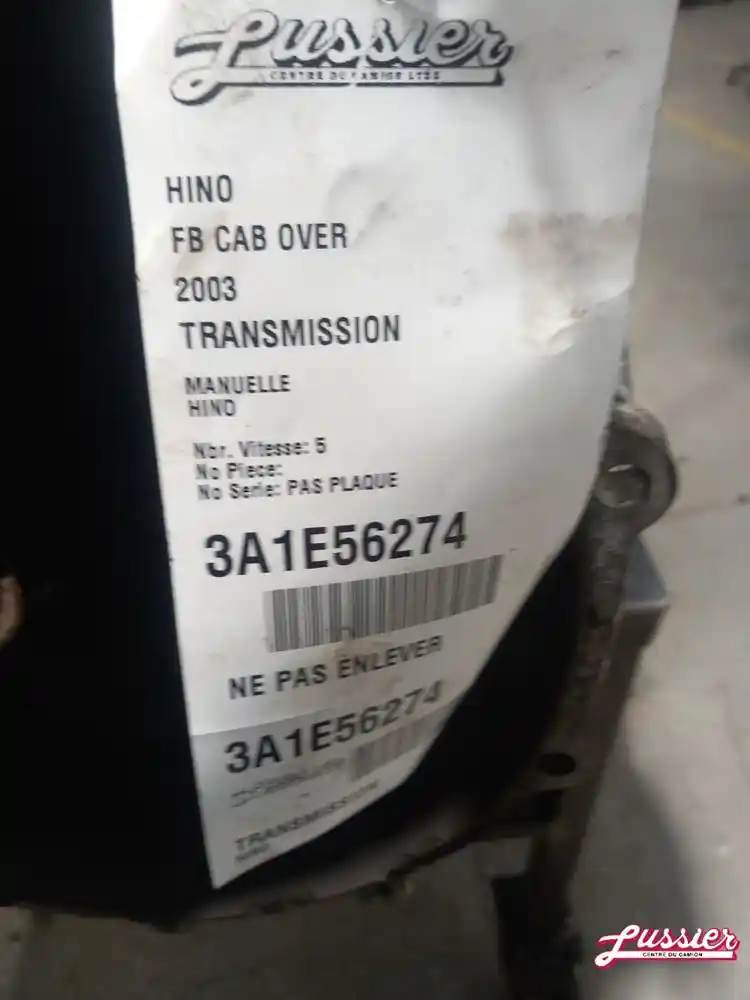 Lussier
CENTRE DU CAMION LTÉE
HINO
FB CAB OVER
2003
TRANSMISSION
MANUELLE
HINO
Nbr. Vitesse: 5
No Piece:
No Serie: PAS PLAQUE
3A1E56274
NE PAS ENLEVER
3A1E56274
TRANSMISSION
HINO
Lussier
CENTRE DU CAMION